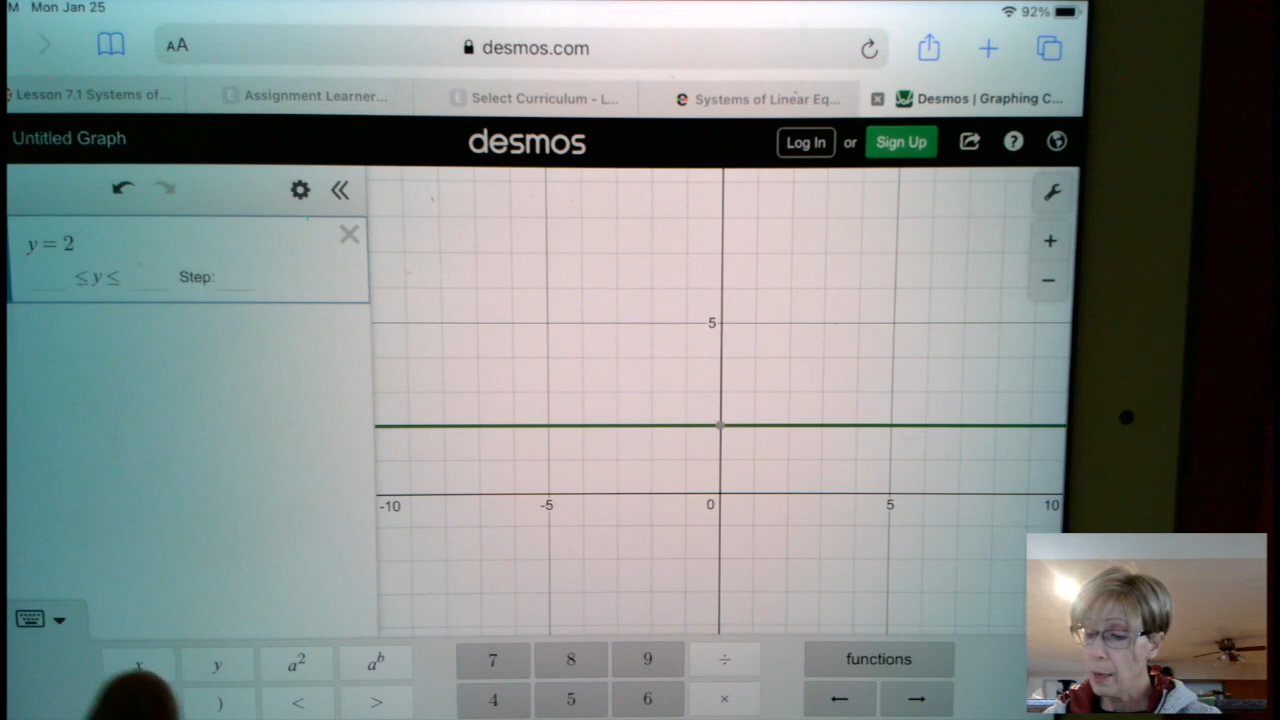 M Mon Jan 25
92%
AA
desmos.com
Lesson 7.1 Systems of...
Assignment Learner...
Select Curriculum - L...
Systems of Linear Eq...
Desmos | Graphing C...
Untitled Graph
desmos
Log In or Sign Up
y = 2
≤ y ≤ Step:
5
-10 -5 0 5 10
x y a² aᵇ 7 8 9 ÷ functions
) < > 4 5 6 × ← →